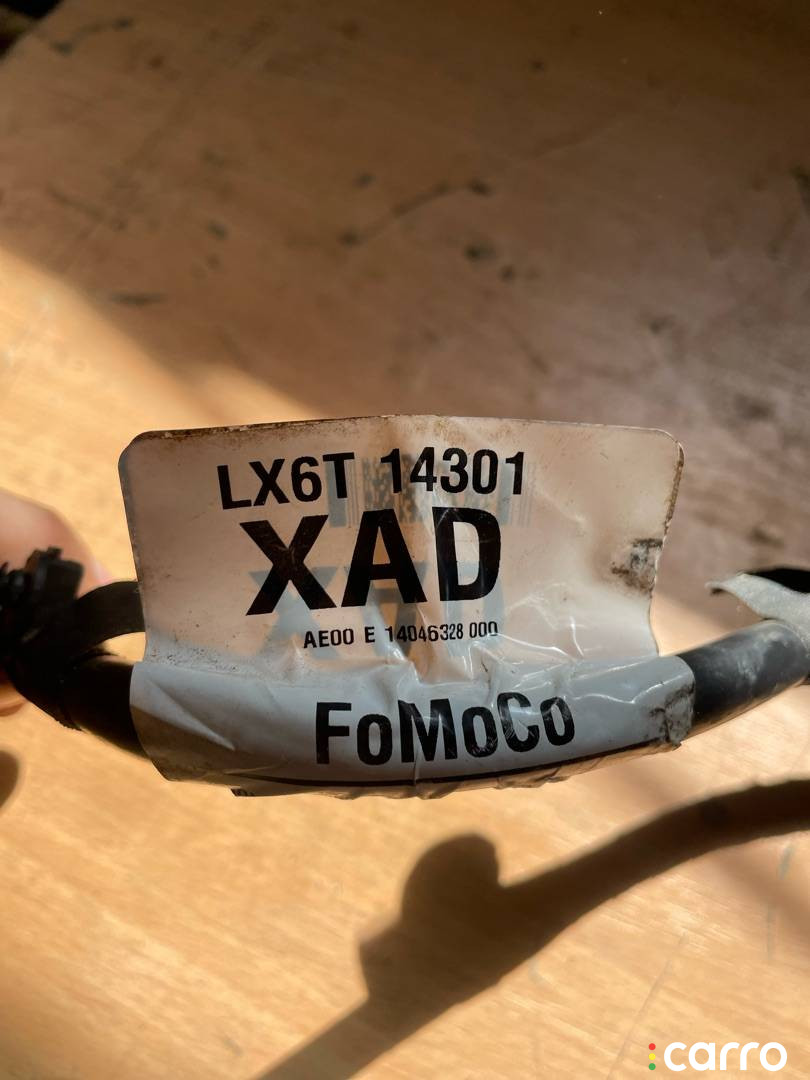 LX6T 14301
XAD
AE00 E 14046328 000
FoMoCo
carro